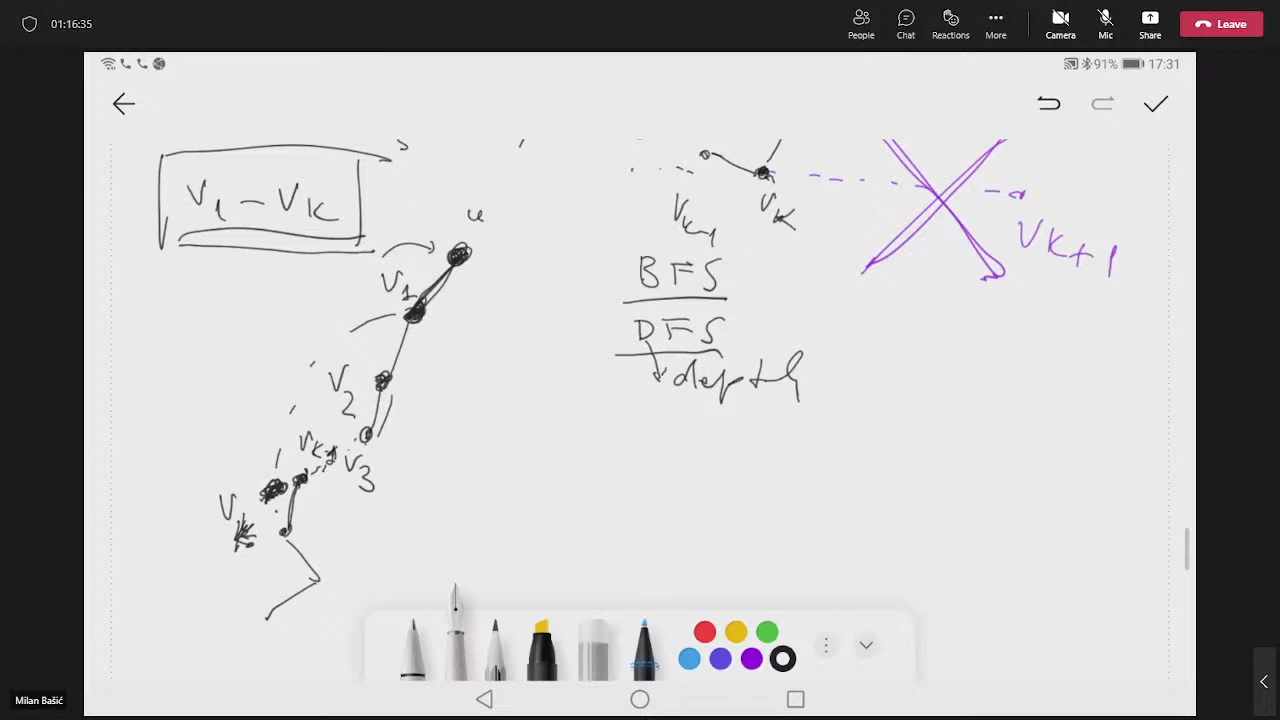 01:16:35
People
Chat
Reactions
More
Camera
Mic
Share
Leave
91%
17:31
V1 - VK
u
V1
V2
V3
VK-1
VK
VK-1
VK
VK+1
BFS
DFS
depth
Milan Bašić